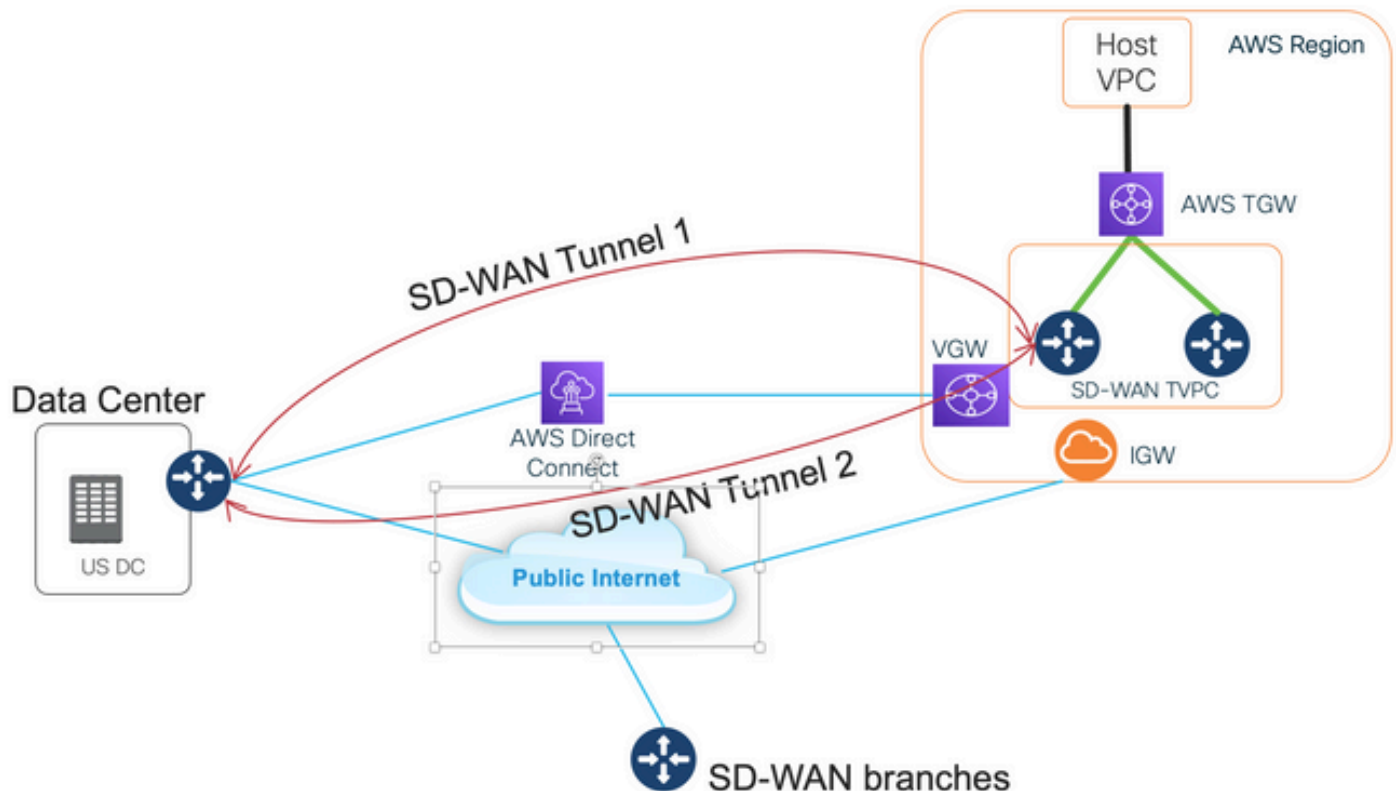 Host
VPC
AWS Region
AWS TGW
SD-WAN Tunnel 1
VGW
SD-WAN TVPC
Data Center
AWS Direct
Connect
IGW
SD-WAN Tunnel 2
US DC
Public Internet
SD-WAN branches